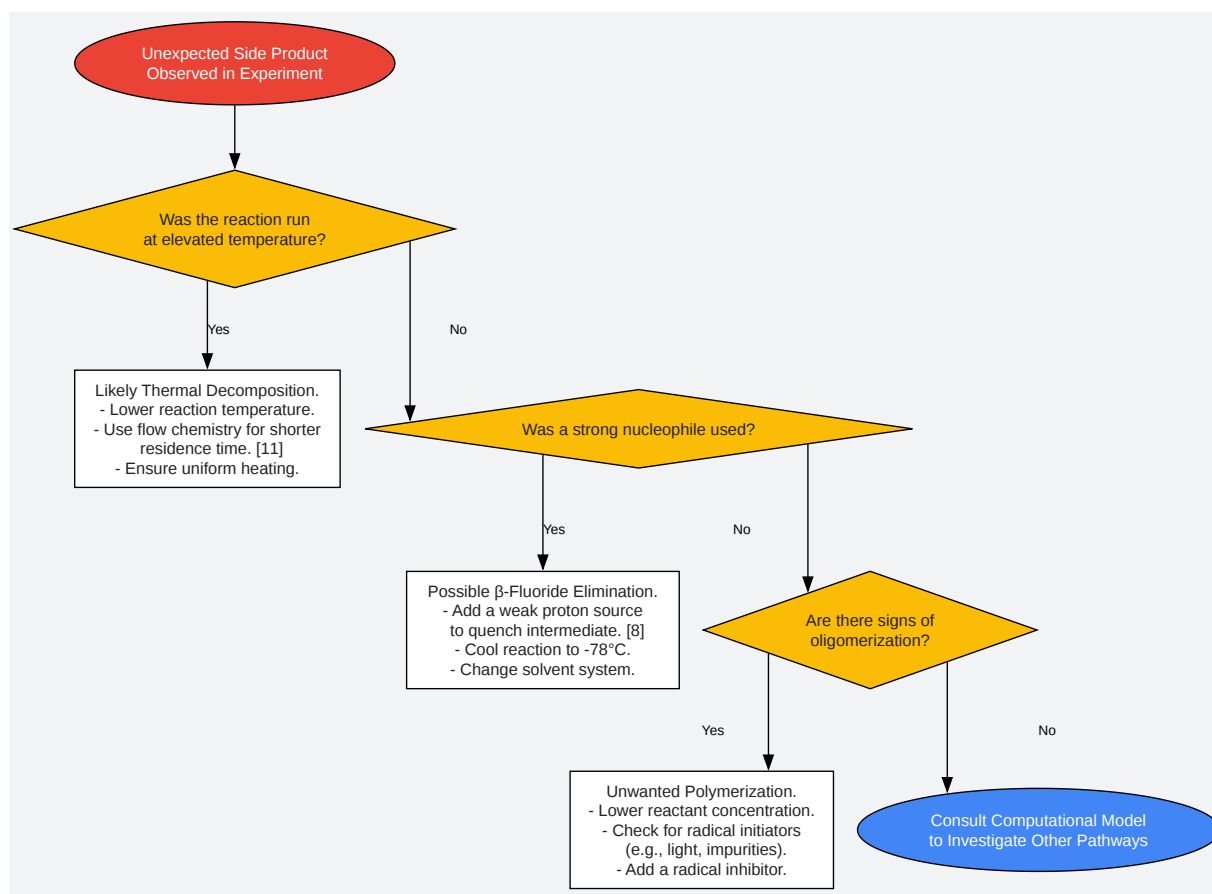 Unexpected Side Product
Observed in Experiment
Was the reaction run
at elevated temperature?
Yes
No
Likely Thermal Decomposition.
- Lower reaction temperature.
- Use flow chemistry for shorter
residence time. [11]
- Ensure uniform heating.
Was a strong nucleophile used?
Yes
No
Possible β-Fluoride Elimination.
- Add a weak proton source
to quench intermediate. [8]
- Cool reaction to -78°C.
- Change solvent system.
Are there signs of
oligomerization?
Yes
No
Unwanted Polymerization.
- Lower reactant concentration.
- Check for radical initiators
(e.g., light, impurities).
- Add a radical inhibitor.
Consult Computational Model
to Investigate Other Pathways